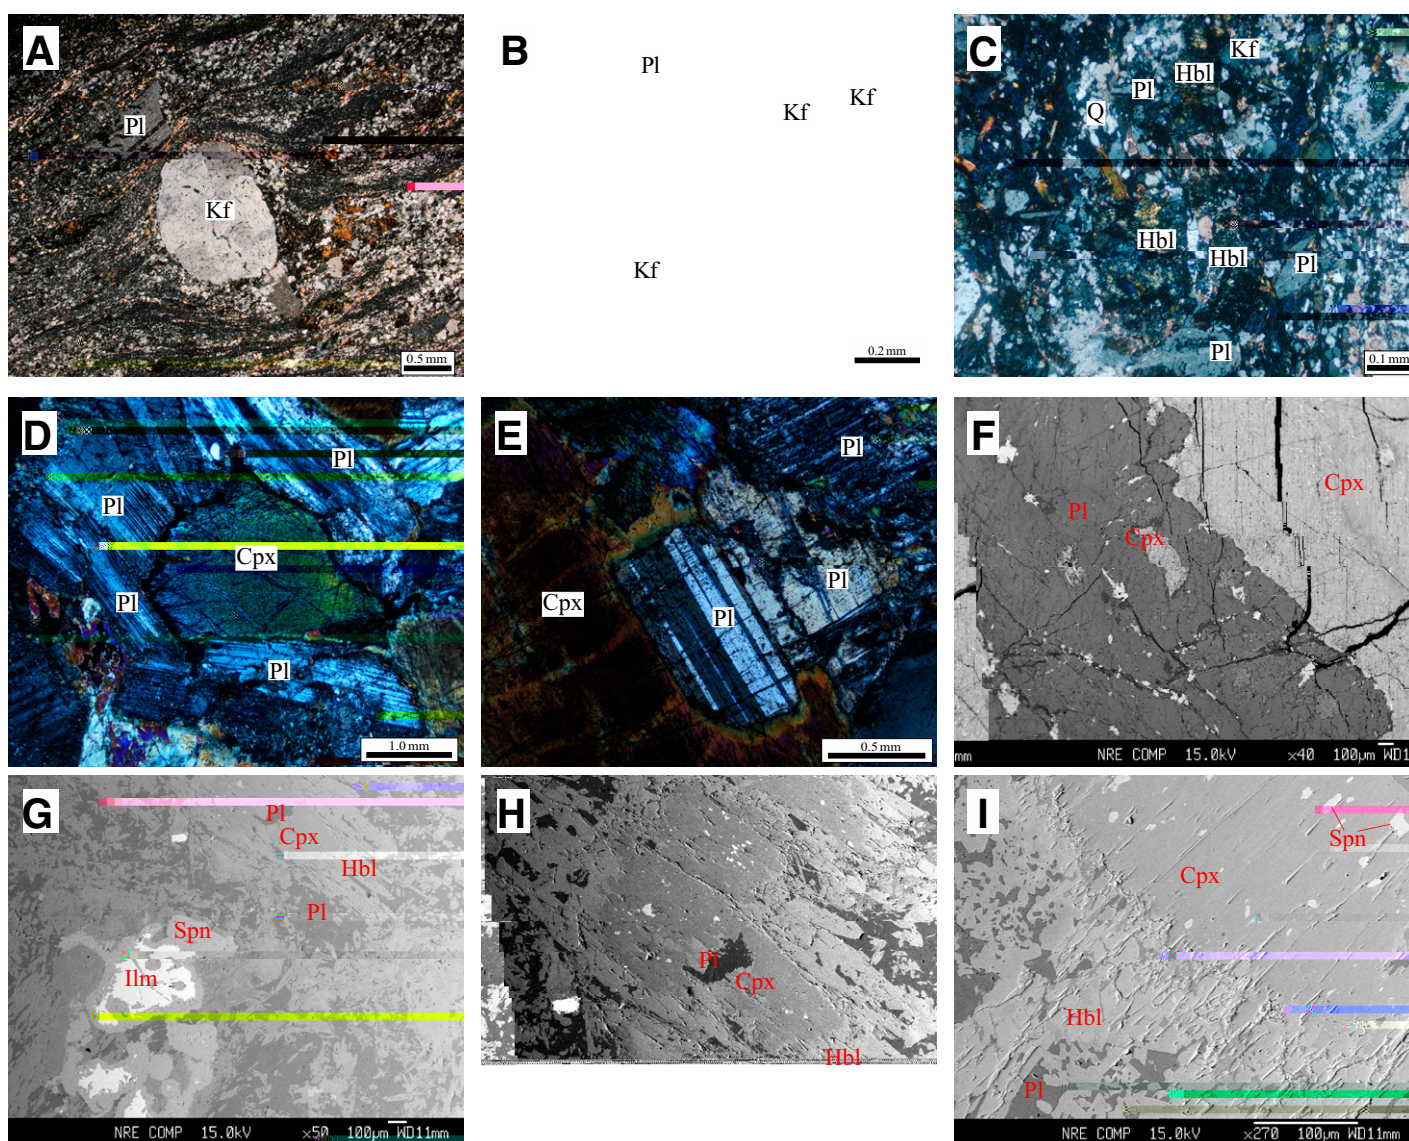 A
Pl
Kf
0.5 mm
B
Pl
Kf
Kf
Kf
0.2 mm
C
Kf
Hbl
Pl
Q
Hbl
Hbl
Pl
Pl
0.1 mm
D
Pl
Pl
Cpx
Pl
Pl
1.0 mm
E
Pl
Pl
Cpx
Pl
0.5 mm
F
Cpx
Pl
Cpx
mm NRE COMP 15.0kV ×40 100µm WD1
G
Pl
Cpx
Hbl
Pl
Spn
Ilm
NRE COMP 15.0kV ×50 100µm WD11mm
H
Pl
Cpx
Hbl
I
Spn
Cpx
Hbl
Pl
NRE COMP 15.0kV ×270 100µm WD11mm